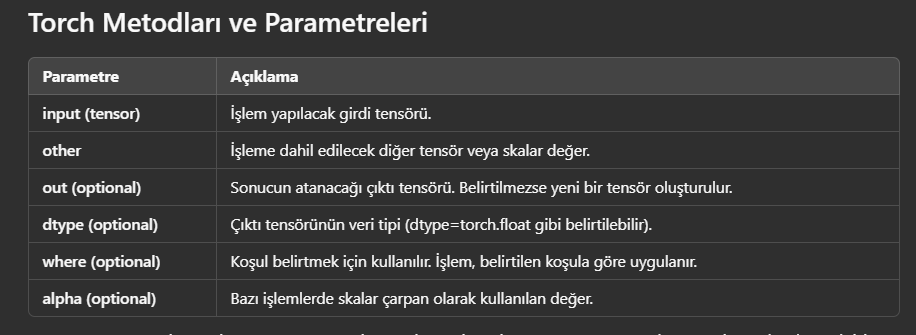 Torch Metodları ve Parametreleri
Parametre Açıklama
input (tensor) İşlem yapılacak girdi tensörü.
other İşleme dahil edilecek diğer tensör veya skalar değer.
out (optional) Sonucun atanacağı çıktı tensörü. Belirtilmezse yeni bir tensör oluşturulur.
dtype (optional) Çıktı tensörünün veri tipi (dtype=torch.float gibi belirtilebilir).
where (optional) Koşul belirtmek için kullanılır. İşlem, belirtilen koşula göre uygulanır.
alpha (optional) Bazı işlemlerde skalar çarpan olarak kullanılan değer.